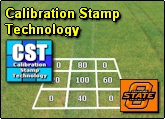 Calibration Stamp
Technology
CST
Calibration
Stamp
Technology
0 80 0
0 100 60
0 40 0
STATE